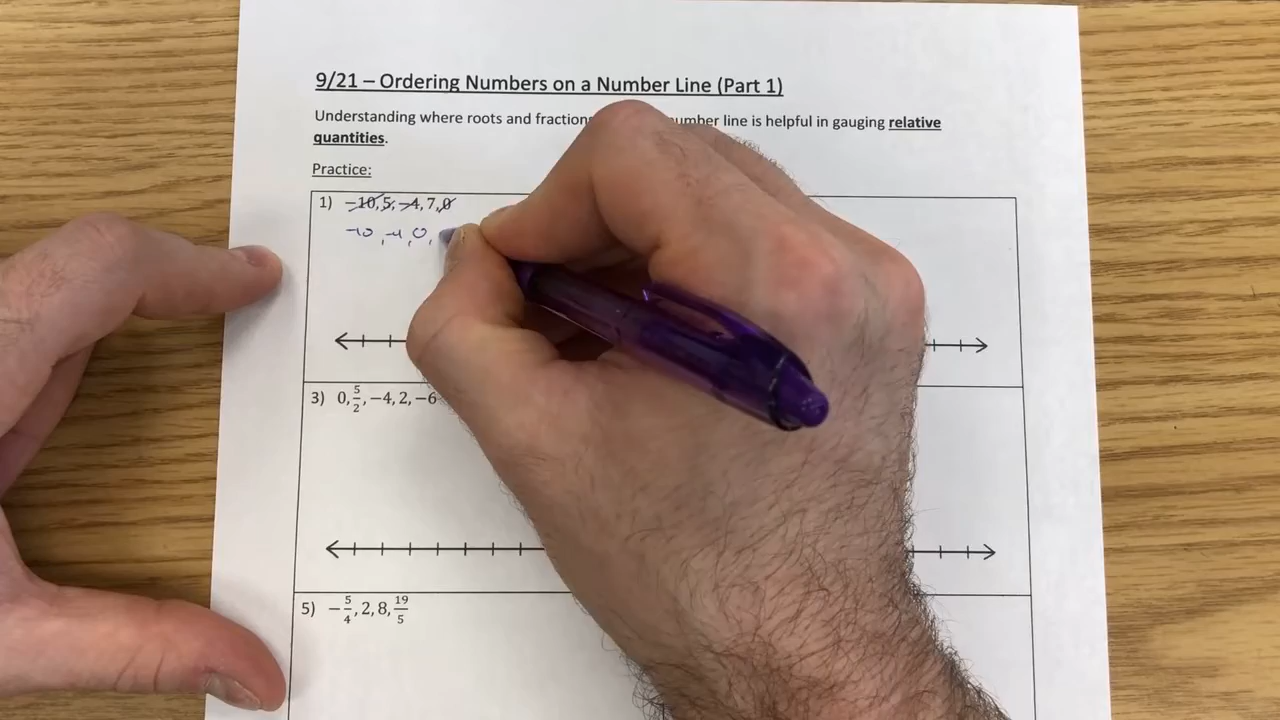 9/21 – Ordering Numbers on a Number Line (Part 1)
Understanding where roots and fractions number line is helpful in gauging relative
quantities.
Practice:
1) −10, 5, −4, 7, 0
-10, -4, 0,
3) 0, 5/2, −4, 2, −6
5) −5/4, 2, 8, 19/5